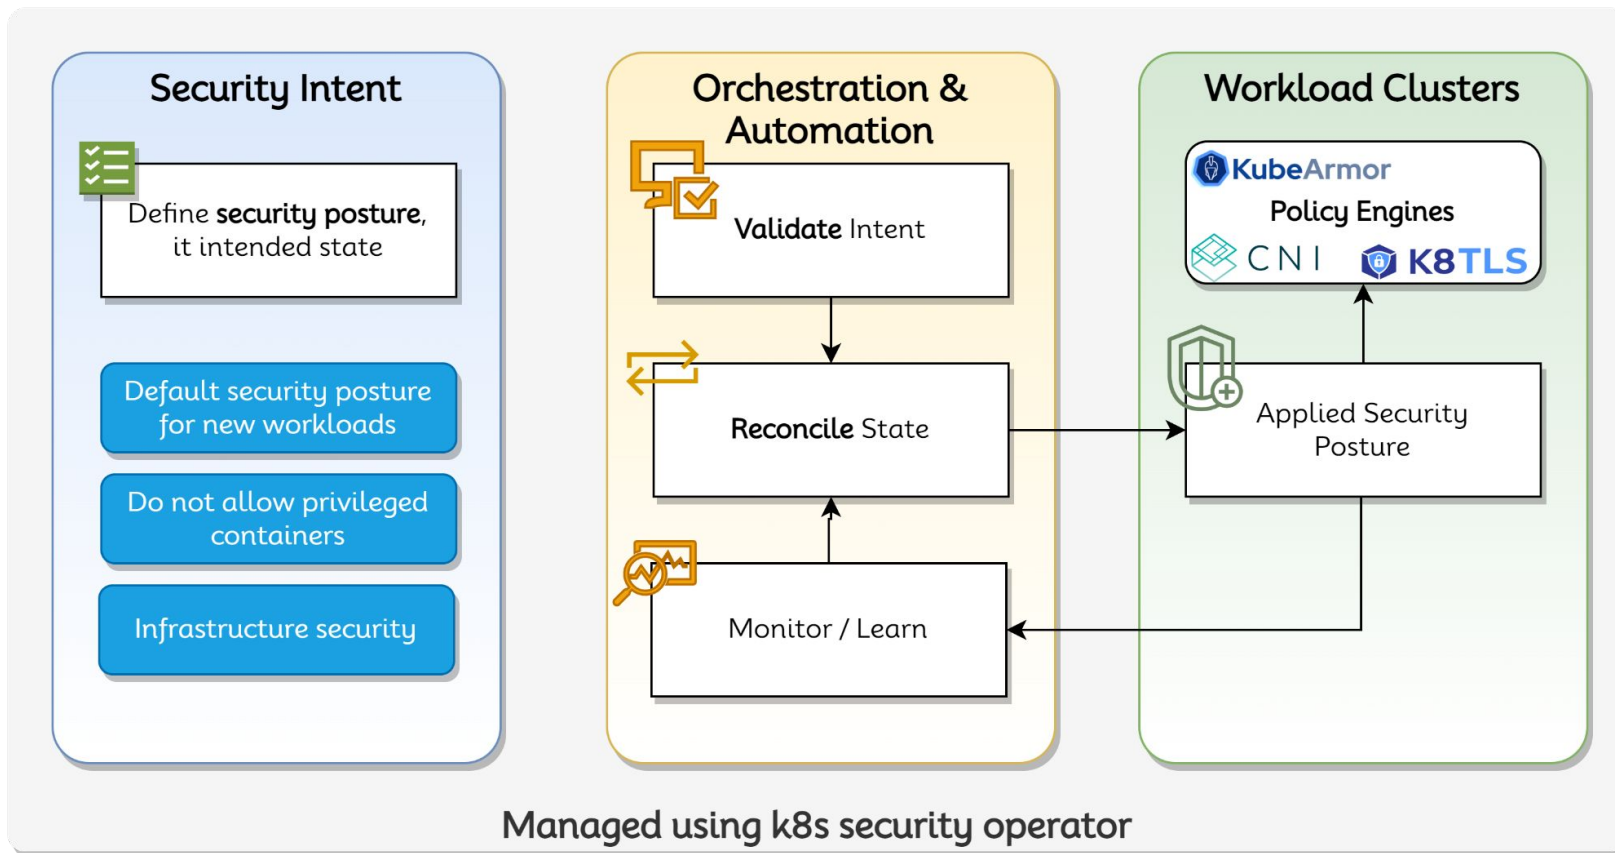 Security Intent
Define security posture,
it intended state
Default security posture
for new workloads
Do not allow privileged
containers
Infrastructure security
Orchestration &
Automation
Validate Intent
Reconcile State
Monitor / Learn
Workload Clusters
KubeArmor
Policy Engines
CNI
K8TLS
Applied Security
Posture
Managed using k8s security operator